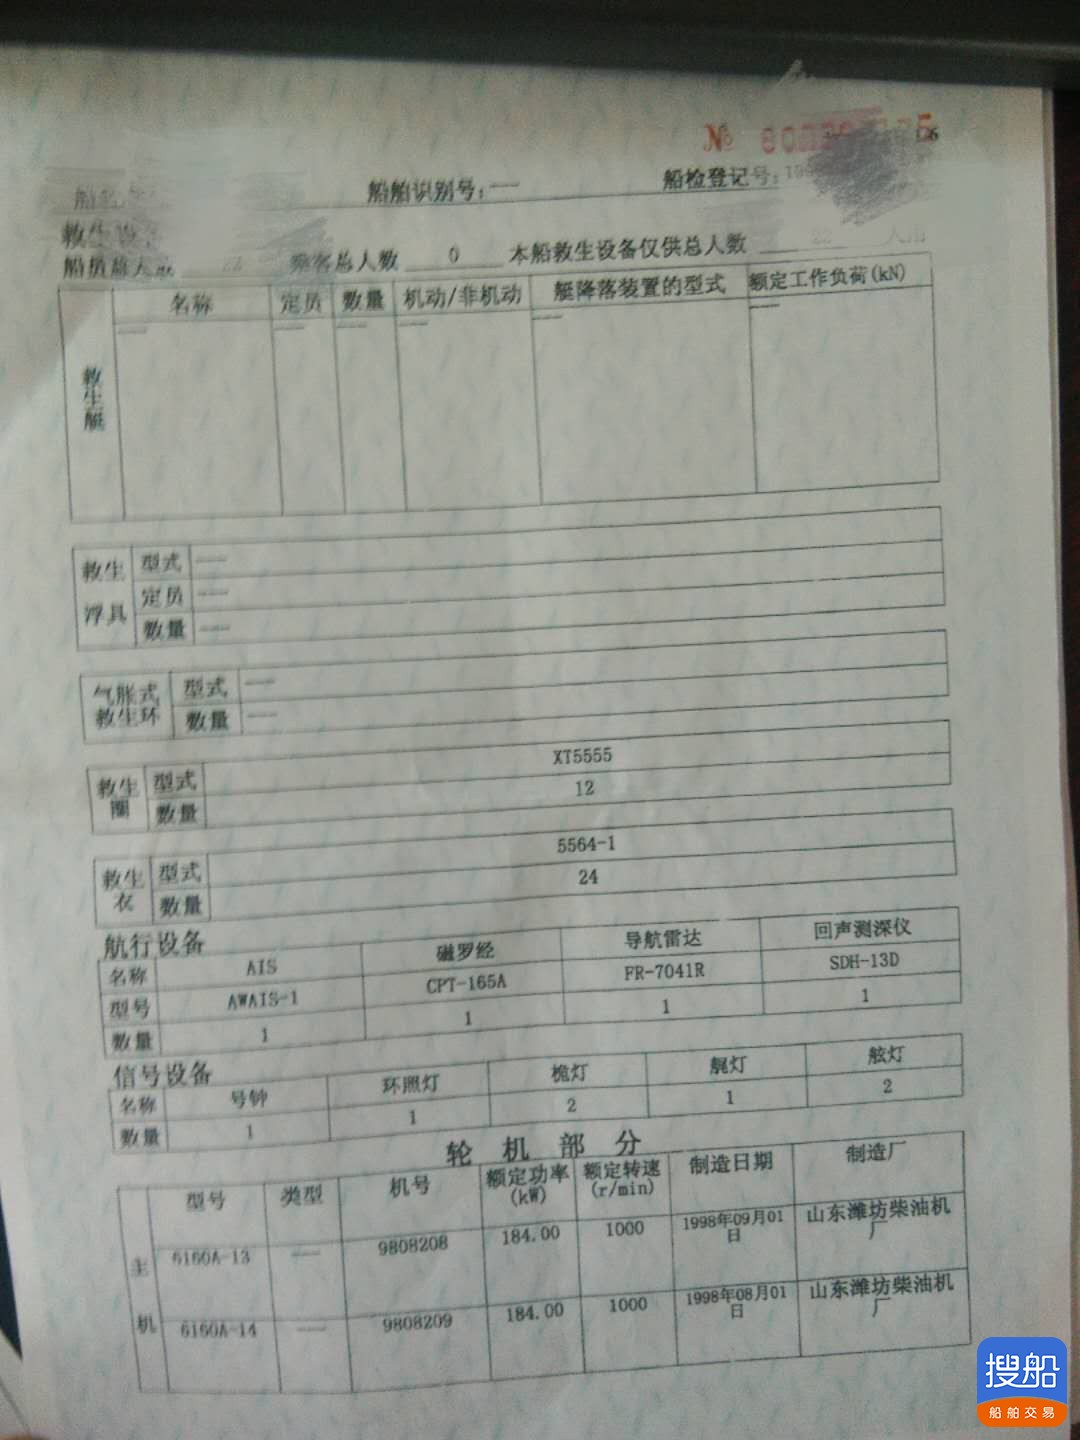 №
船舶识别号: 船检登记号:
救生设备
船员总人数 乘客总人数 0 本船救生设备仅供总人数
救生艇 名称 定员 数量 机动/非机动 艇降落装置的型式 额定工作负荷(kN)
救生浮具 型式
定员
数量
气胀式救生环 型式
数量
救生圈 型式 XT5555
数量 12
救生衣 型式 5564-1
数量 24
航行设备
名称 AIS 磁罗经 导航雷达 回声测深仪
型号 AWAIS-1 CPT-165A FR-7041R SDH-13D
数量 1 1 1 1
信号设备
名称 号钟 环照灯 桅灯 艉灯 舷灯
数量 1 1 2 1 2
轮机部分
主机 型号 类型 机号 额定功率(kW) 额定转速(r/min) 制造日期 制造厂
6160A-13 9808208 184.00 1000 1998年09月01日 山东潍坊柴油机厂
6160A-14 9808209 184.00 1000 1998年08月01日 山东潍坊柴油机厂
搜船
船舶交易